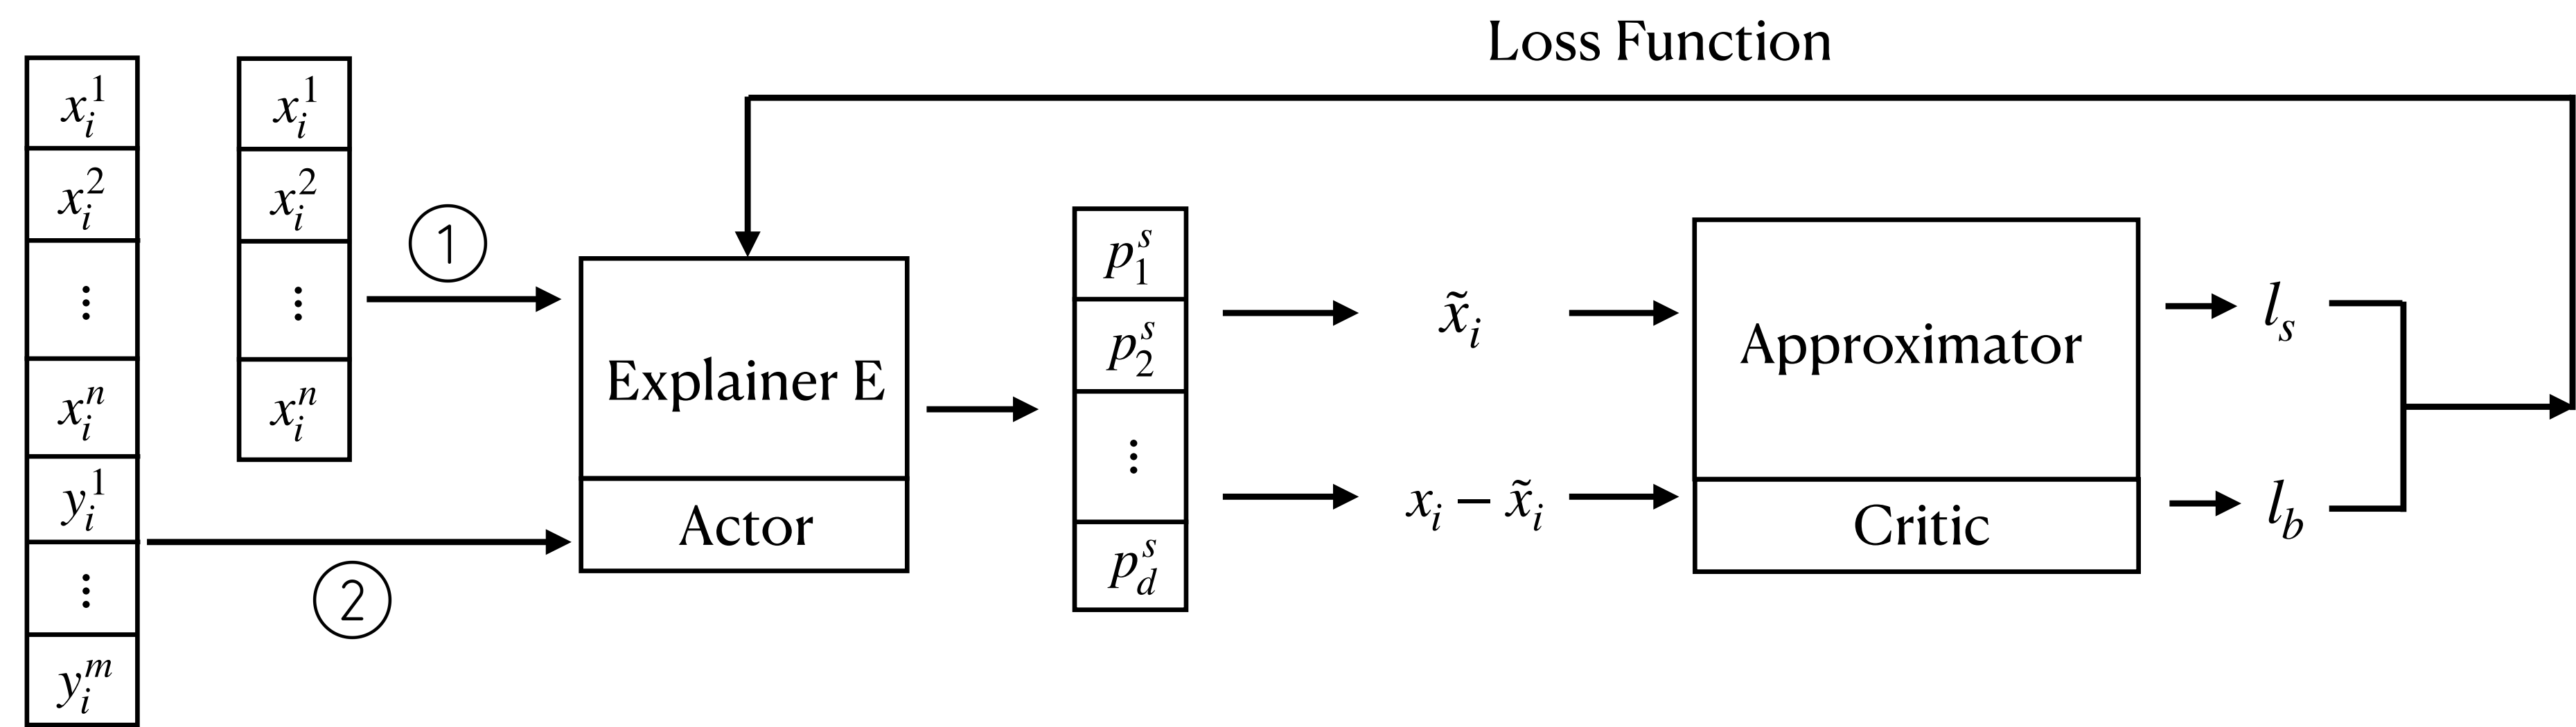 Loss Function
x_i^1
x_i^2
⋮
x_i^n
y_i^1
⋮
y_i^m
x_i^1
x_i^2
⋮
x_i^n
①
②
Explainer E
Actor
p_1^s
p_2^s
⋮
p_d^s
x̃_i
x_i − x̃_i
Approximator
Critic
l_s
l_b